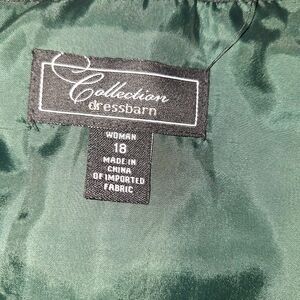 Collection
dressbarn
WOMAN
18
MADE IN
CHINA
OF IMPORTED
FABRIC